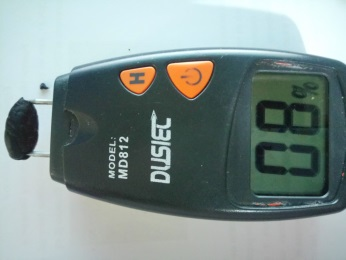 MODEL:
MD812
DUSIEC
H
08%